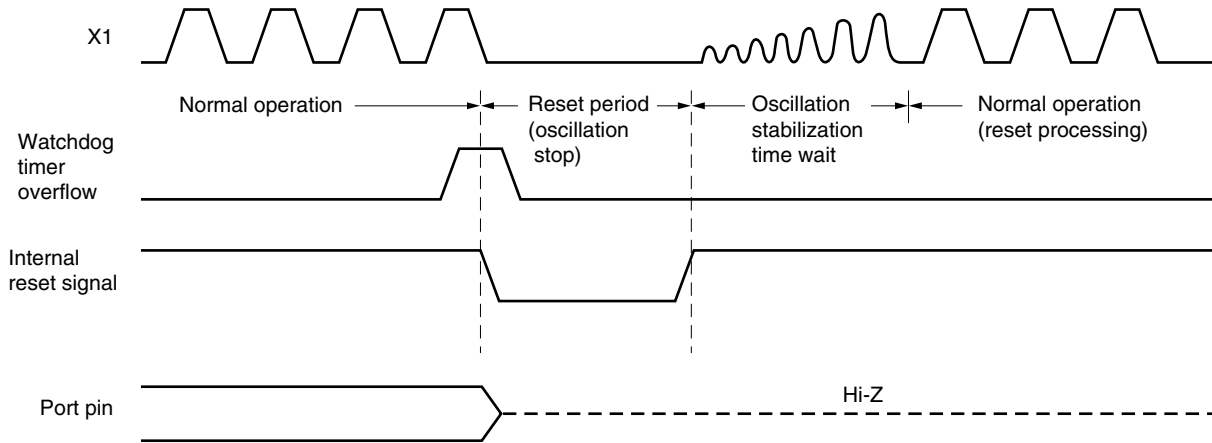 X1
Normal operation
Reset period
(oscillation
stop)
Oscillation
stabilization
time wait
Normal operation
(reset processing)
Watchdog
timer
overflow
Internal
reset signal
Port pin
Hi-Z